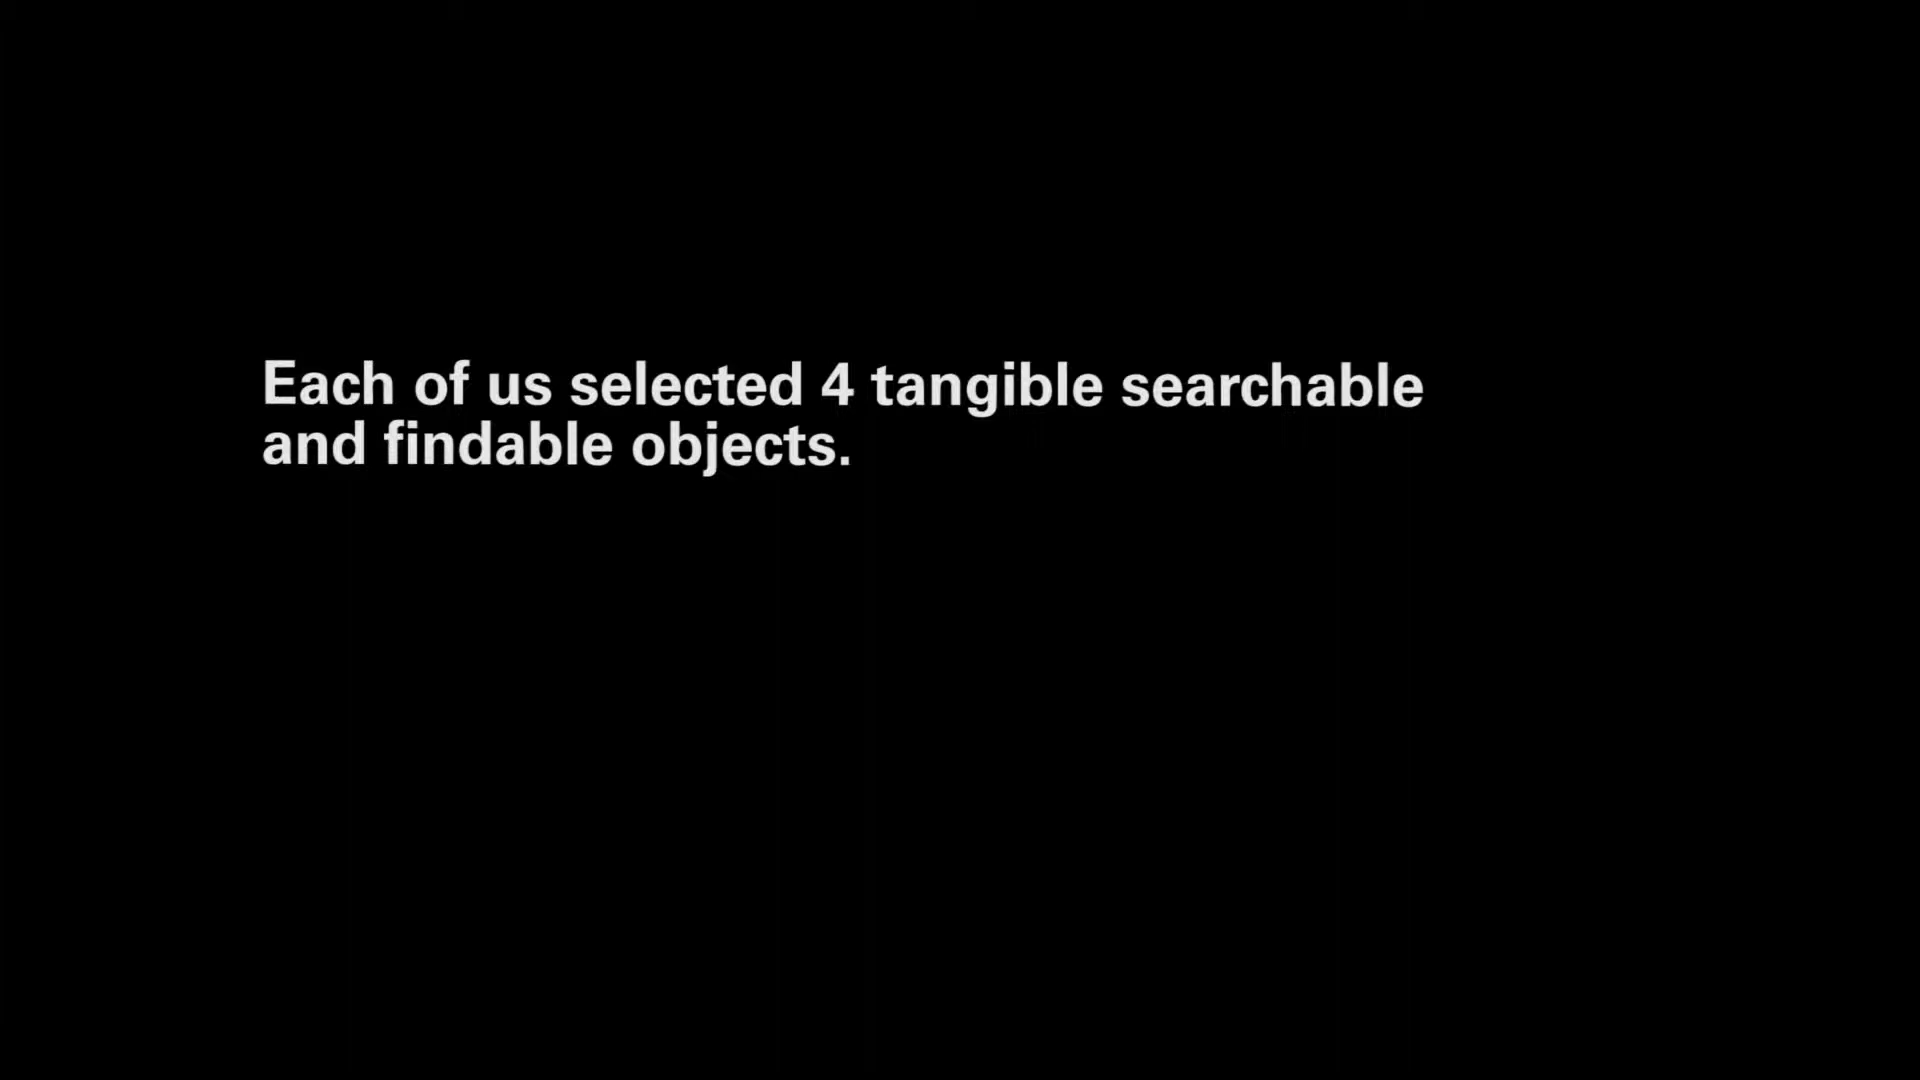 Each of us selected 4 tangible searchable
and findable objects.